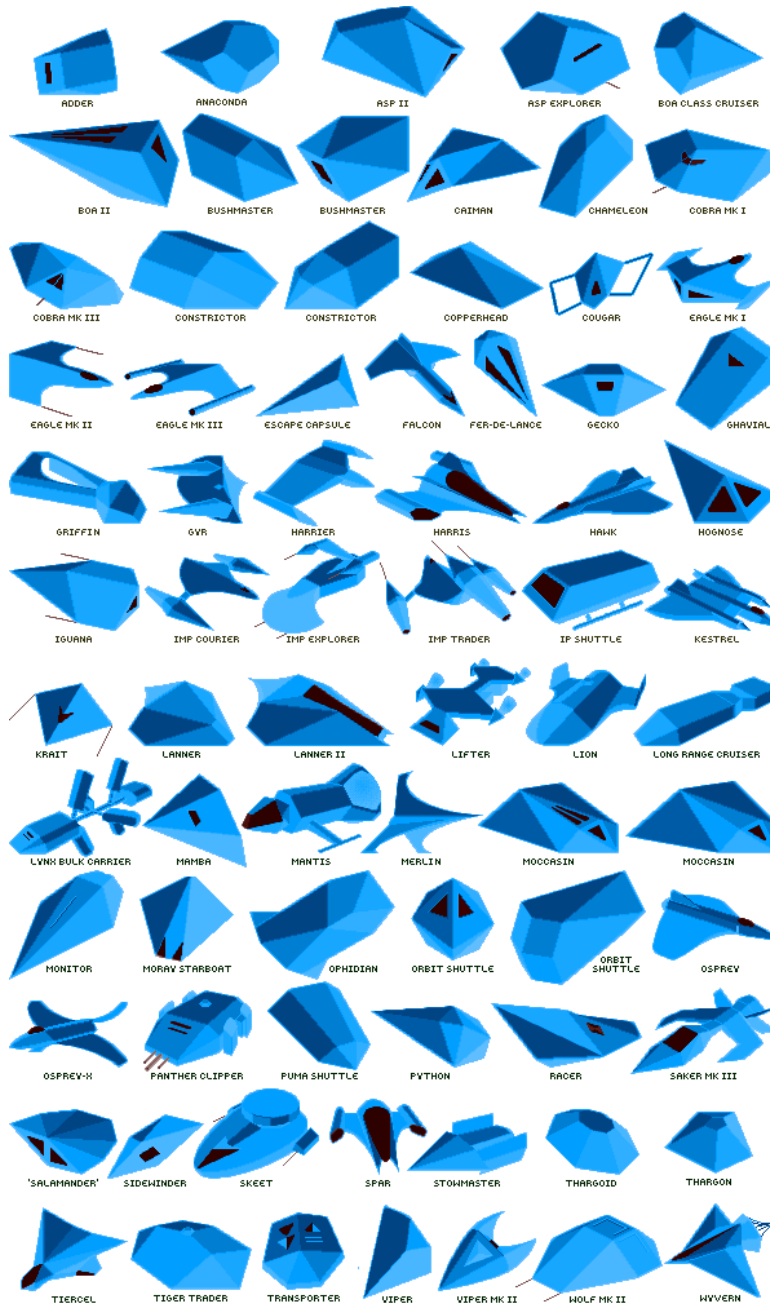 ADDER
ANACONDA
ASP II
ASP EXPLORER
BOA CLASS CRUISER
BOA II
BUSHMASTER
BUSHMASTER
CAIMAN
CHAMELEON
COBRA MK I
COBRA MK III
CONSTRICTOR
CONSTRICTOR
COPPERHEAD
COUGAR
EAGLE MK I
EAGLE MK II
EAGLE MK III
ESCAPE CAPSULE
FALCON
FER-DE-LANCE
GECKO
GHAVIAL
GRIFFIN
GYR
HARRIER
HARRIS
HAWK
HOGNOSE
IGUANA
IMP COURIER
IMP EXPLORER
IMP TRADER
IP SHUTTLE
KESTREL
KRAIT
LANNER
LANNER II
LIFTER
LION
LONG RANGE CRUISER
LYNX BULK CARRIER
MAMBA
MANTIS
MERLIN
MOCCASIN
MOCCASIN
MONITOR
MORAY STARBOAT
OPHIDIAN
ORBIT SHUTTLE
ORBIT
SHUTTLE
OSPREY
OSPREY-X
PANTHER CLIPPER
PUMA SHUTTLE
PYTHON
RACER
SAKER MK III
'SALAMANDER'
SIDEWINDER
SKEET
SPAR
STOWMASTER
THARGOID
THARGON
TIERCEL
TIGER TRADER
TRANSPORTER
VIPER
VIPER MK II
WOLF MK II
WYVERN